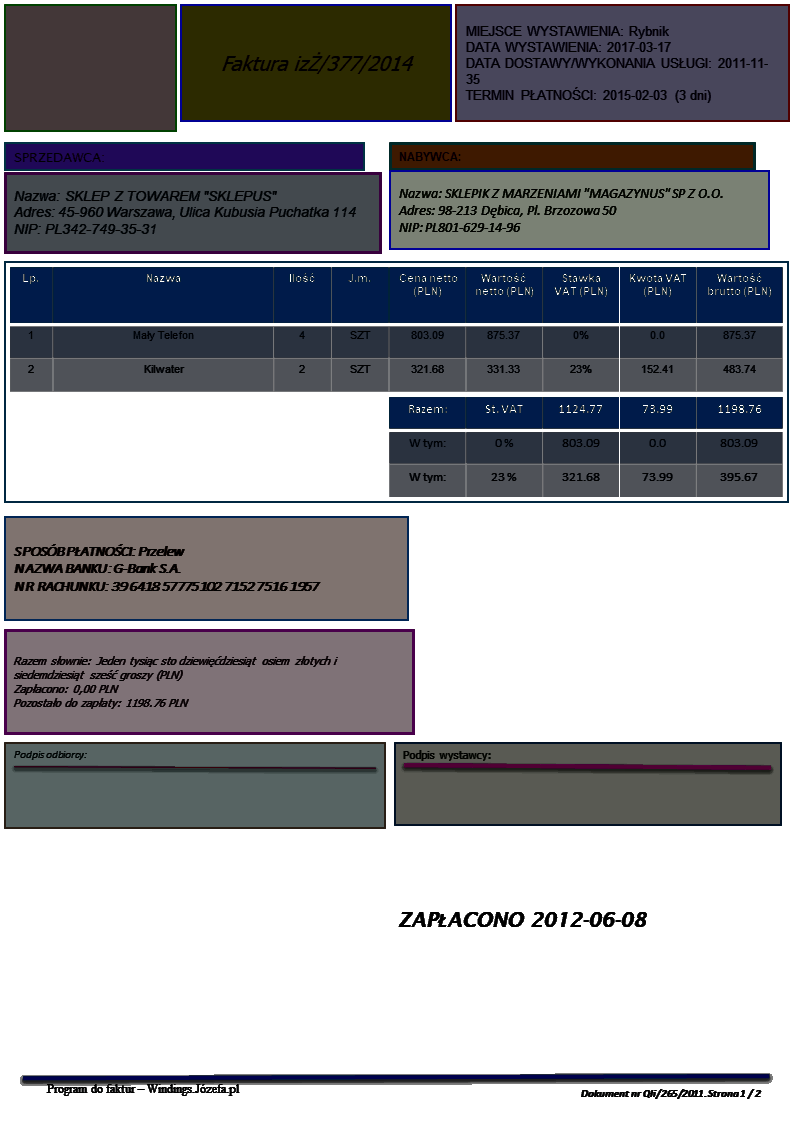 Faktura izŻ/377/2014
MIEJSCE WYSTAWIENIA: Rybnik
DATA WYSTAWIENIA: 2017-03-17
DATA DOSTAWY/WYKONANIA USŁUGI: 2011-11-
35
TERMIN PŁATNOŚCI: 2015-02-03 (3 dni)
SPRZEDAWCA:
Nazwa: SKLEP Z TOWAREM "SKLEPUS"
Adres: 45-960 Warszawa, Ulica Kubusia Puchatka 114
NIP: PL342-749-35-31
NABYWCA:
Nazwa: SKLEPIK Z MARZENIAMI "MAGAZYNUS" SP Z O.O.
Adres: 98-213 Dębica, Pl. Brzozowa 50
NIP: PL801-629-14-96
Lp. Nazwa Ilość J.m. Cena netto (PLN) Wartość netto (PLN) Stawka VAT (PLN) Kwota VAT (PLN) Wartość brutto (PLN)
1 Mały Telefon 4 SZT 803.09 875.37 0% 0.0 875.37
2 Kilwater 2 SZT 321.68 331.33 23% 152.41 483.74
Razem: St. VAT 1124.77 73.99 1198.76
W tym: 0% 803.09 0.0 803.09
W tym: 23% 321.68 73.99 395.67
SPOSÓB PŁATNOŚCI: Przelew
NAZWA BANKU: G-Bank S.A.
NR RACHUNKU: 39 6418 5777 5102 7152 7516 1957
Razem słownie: Jeden tysiąc sto dziewięćdziesiąt osiem złotych i
siedemdziesiąt sześć groszy (PLN)
Zapłacono: 0,00 PLN
Pozostało do zapłaty: 1198.76 PLN
Podpis odbiorcy:
Podpis wystawcy:
ZAPŁACONO 2012-06-08
Program do faktur – Windings.Józefa.pl
Dokument nr Qfi/265/2011. Strona 1 / 2